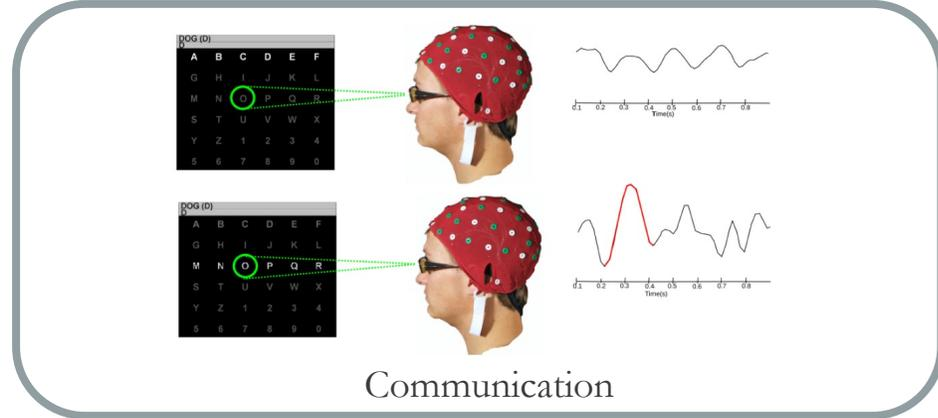 DOG (D)
D
A B C D E F
G H I J K L
M N O P Q R
S T U V W X
Y Z 1 2 3 4
5 6 7 8 9 0
0.1 0.2 0.3 0.4 0.5 0.6 0.7 0.8
Time(s)
DOG (D)
D
A B C D E F
G H I J K L
M N O P Q R
S T U V W X
Y Z 1 2 3 4
5 6 7 8 9 0
0.1 0.2 0.3 0.4 0.5 0.6 0.7 0.8
Time(s)
Communication